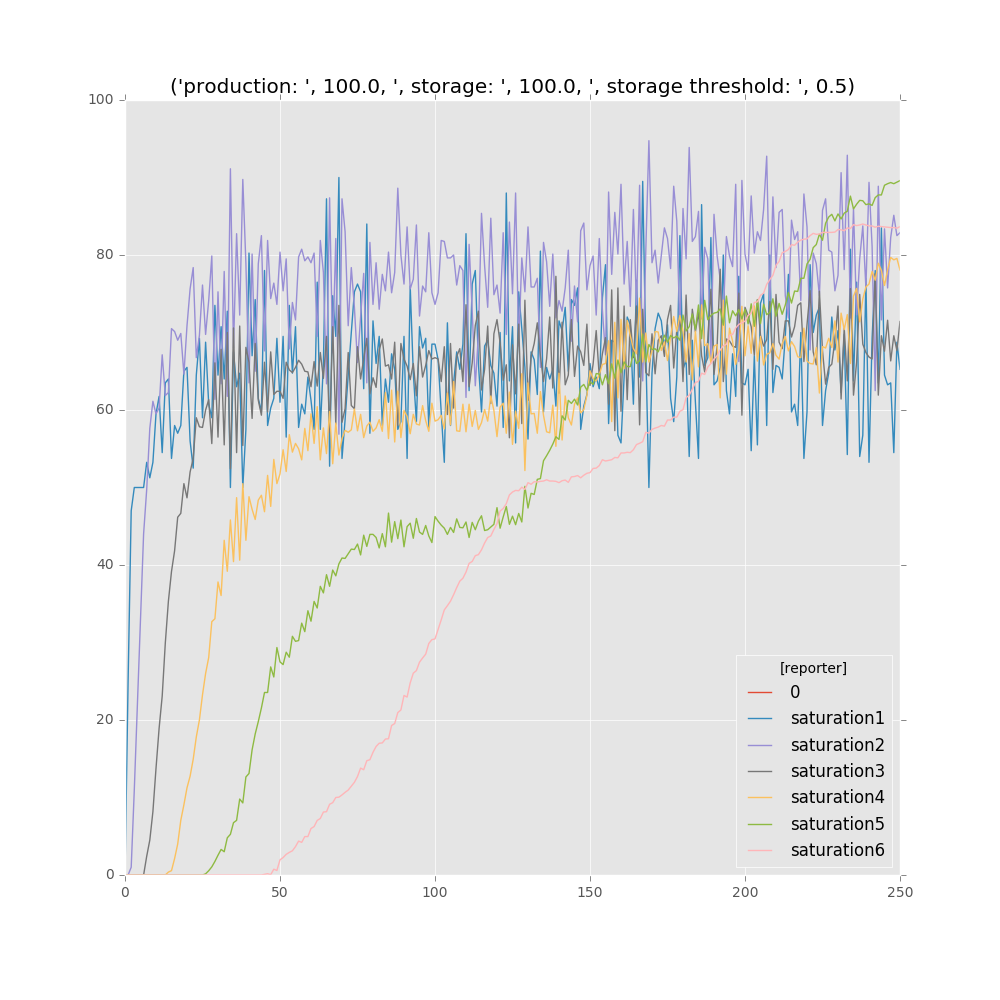 ('production: ', 100.0, ', storage: ', 100.0, ', storage threshold: ', 0.5)
100
80
60
40
20
0
0 50 100 150 200 250
[reporter]
0
saturation1
saturation2
saturation3
saturation4
saturation5
saturation6